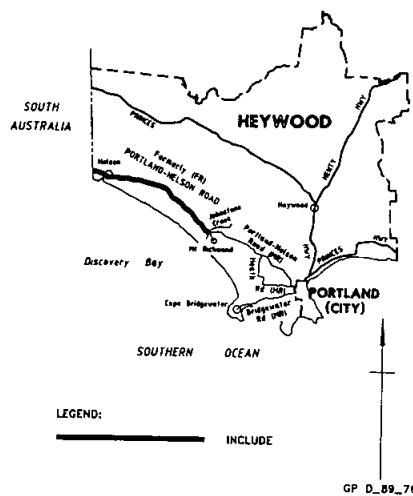 SOUTH
AUSTRALIA
HEYWOOD
PRINCES
HWY
HENTY
Formerly (FR)
PORTLAND-NELSON ROAD
Nelson
Heywood
Johnstone
Creek
Portland-Nelson
Road (MR)
Mt Richmond
HWY
PRINCES
HWY
Discovery Bay
Rd (MR)
PORTLAND
(CITY)
Cape Bridgewater
Bridgewater
Rd (MR)
SOUTHERN OCEAN
LEGEND:
INCLUDE